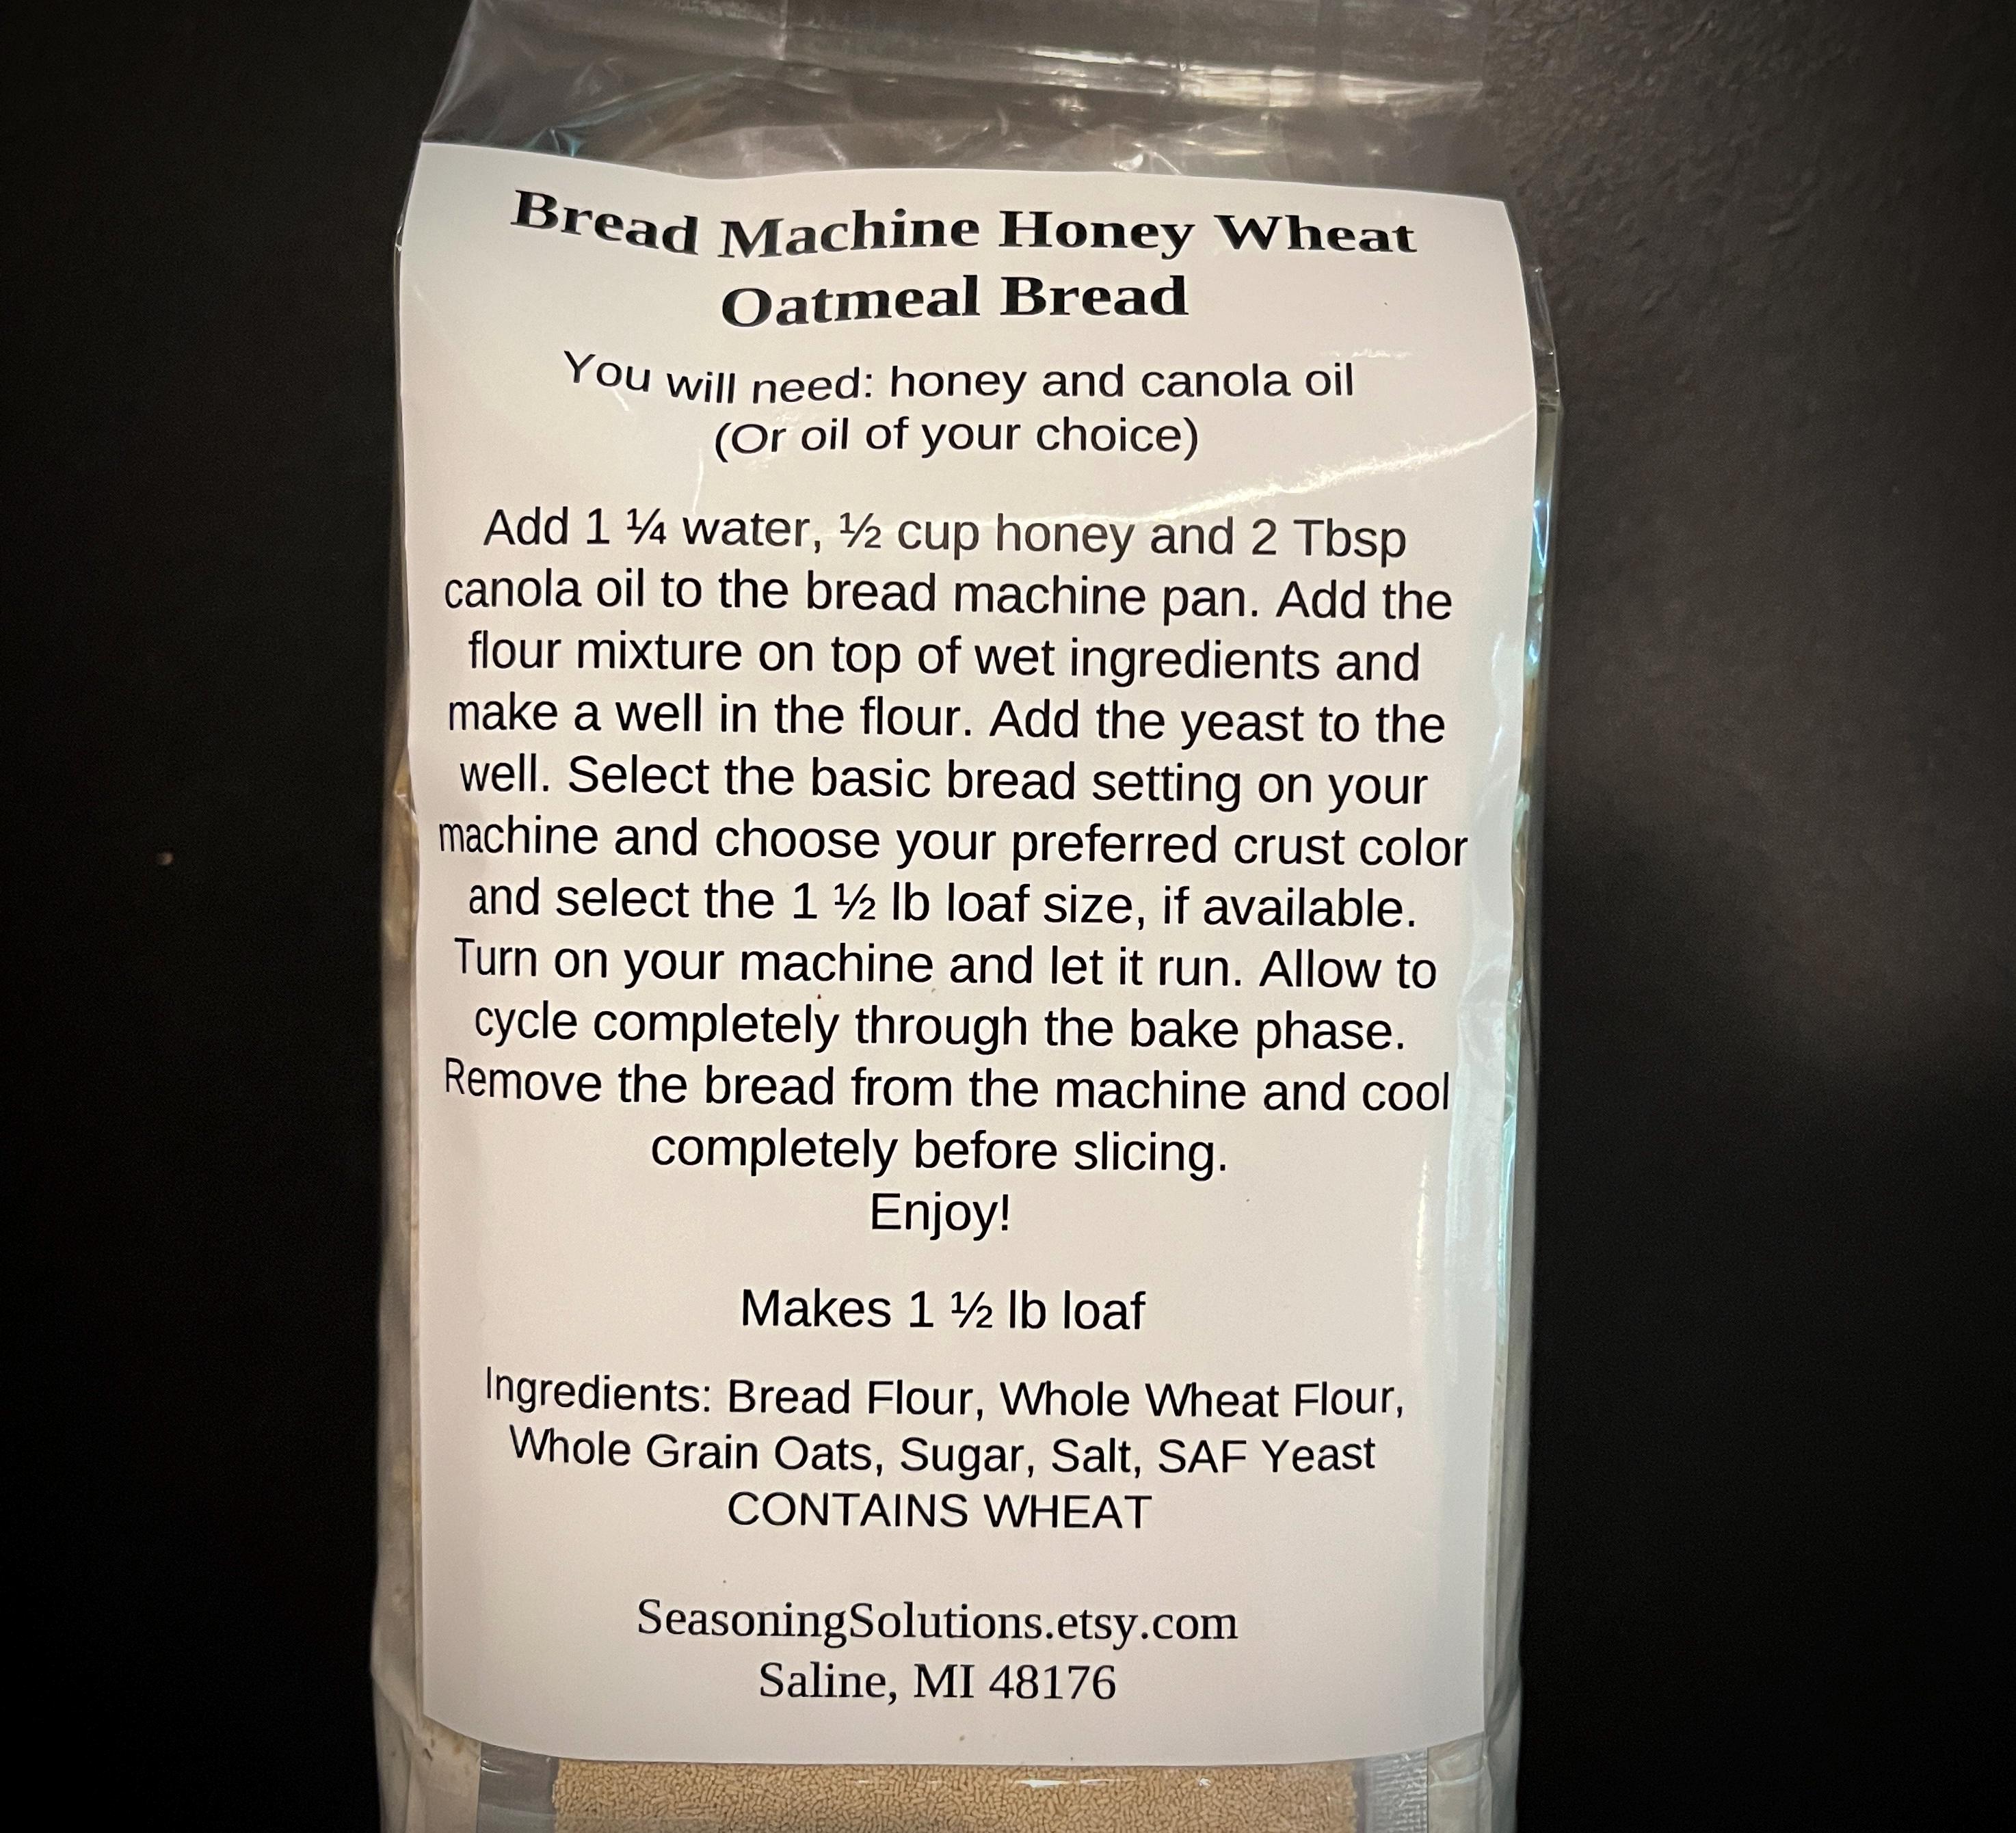 Bread Machine Honey Wheat
Oatmeal Bread
You will need: honey and canola oil
(Or oil of your choice)
Add 1 ¼ water, ½ cup honey and 2 Tbsp
canola oil to the bread machine pan. Add the
flour mixture on top of wet ingredients and
make a well in the flour. Add the yeast to the
well. Select the basic bread setting on your
machine and choose your preferred crust color
and select the 1 ½ lb loaf size, if available.
Turn on your machine and let it run. Allow to
cycle completely through the bake phase.
Remove the bread from the machine and cool
completely before slicing.
Enjoy!
Makes 1 ½ lb loaf
Ingredients: Bread Flour, Whole Wheat Flour,
Whole Grain Oats, Sugar, Salt, SAF Yeast
CONTAINS WHEAT
SeasoningSolutions.etsy.com
Saline, MI 48176